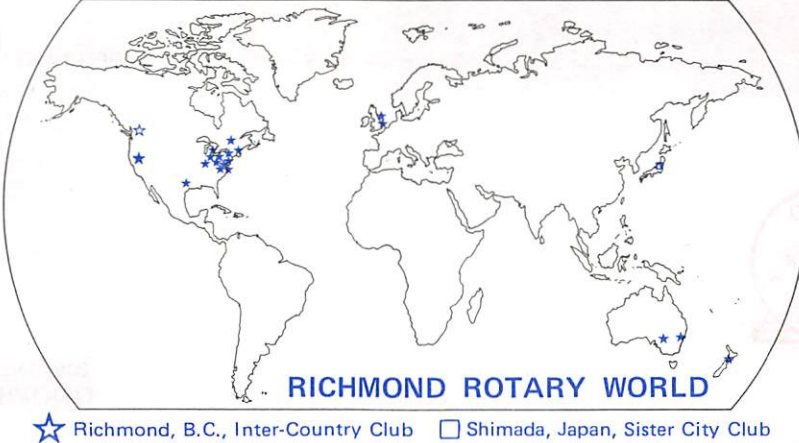 RICHMOND ROTARY WORLD
Richmond, B.C., Inter-Country Club
Shimada, Japan, Sister City Club